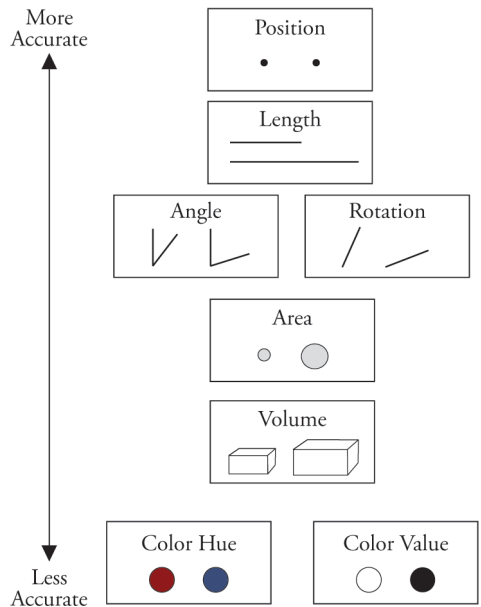 More
Accurate
Position
Length
Angle
Rotation
Area
Volume
Color Hue
Color Value
Less
Accurate